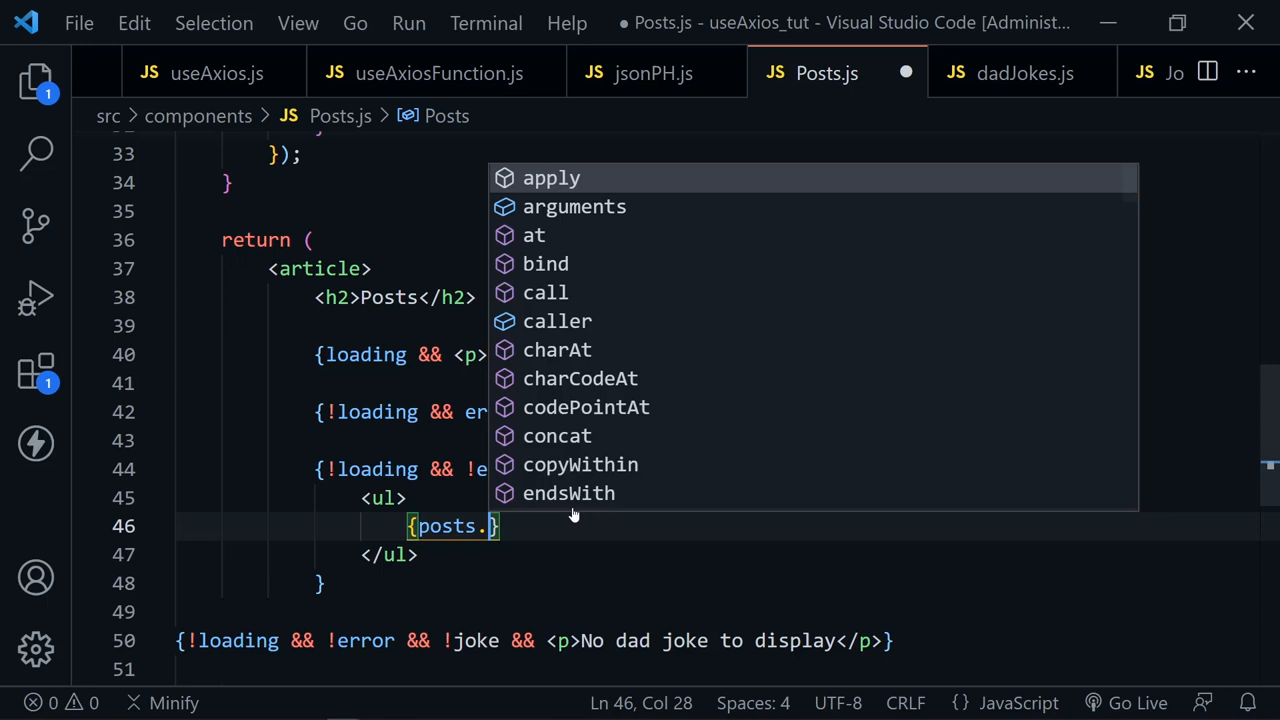 File Edit Selection View Go Run Terminal Help ● Posts.js - useAxios_tut - Visual Studio Code [Administ...
JS useAxios.js JS useAxiosFunction.js JS jsonPH.js JS Posts.js JS dadJokes.js JS Jo
src > components > JS Posts.js > Posts
33 });
34 }
35
36 return (
37 <article>
38 <h2>Posts</h2>
39
40 {loading && <p>
41
42 {!loading && er
43
44 {!loading && !e
45 <ul>
46 {posts.}
47 </ul>
48 }
49
50 {!loading && !error && !joke && <p>No dad joke to display</p>}
51
apply
arguments
at
bind
call
caller
charAt
charCodeAt
codePointAt
concat
copyWithin
endsWith
1
1
0 0 Minify Ln 46, Col 28 Spaces: 4 UTF-8 CRLF {} JavaScript Go Live